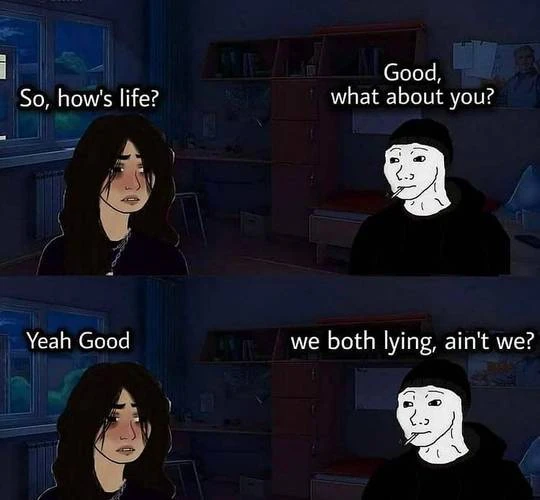 So, how's life?
Good,
what about you?
Yeah Good
we both lying, ain't we?